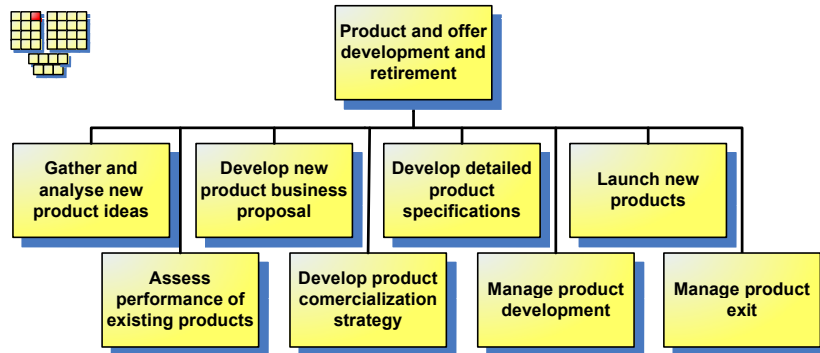 Product and offer
development and
retirement
Gather and
analyse new
product ideas
Develop new
product business
proposal
Develop detailed
product
specifications
Launch new
products
Assess
performance of
existing products
Develop product
comercialization
strategy
Manage product
development
Manage product
exit